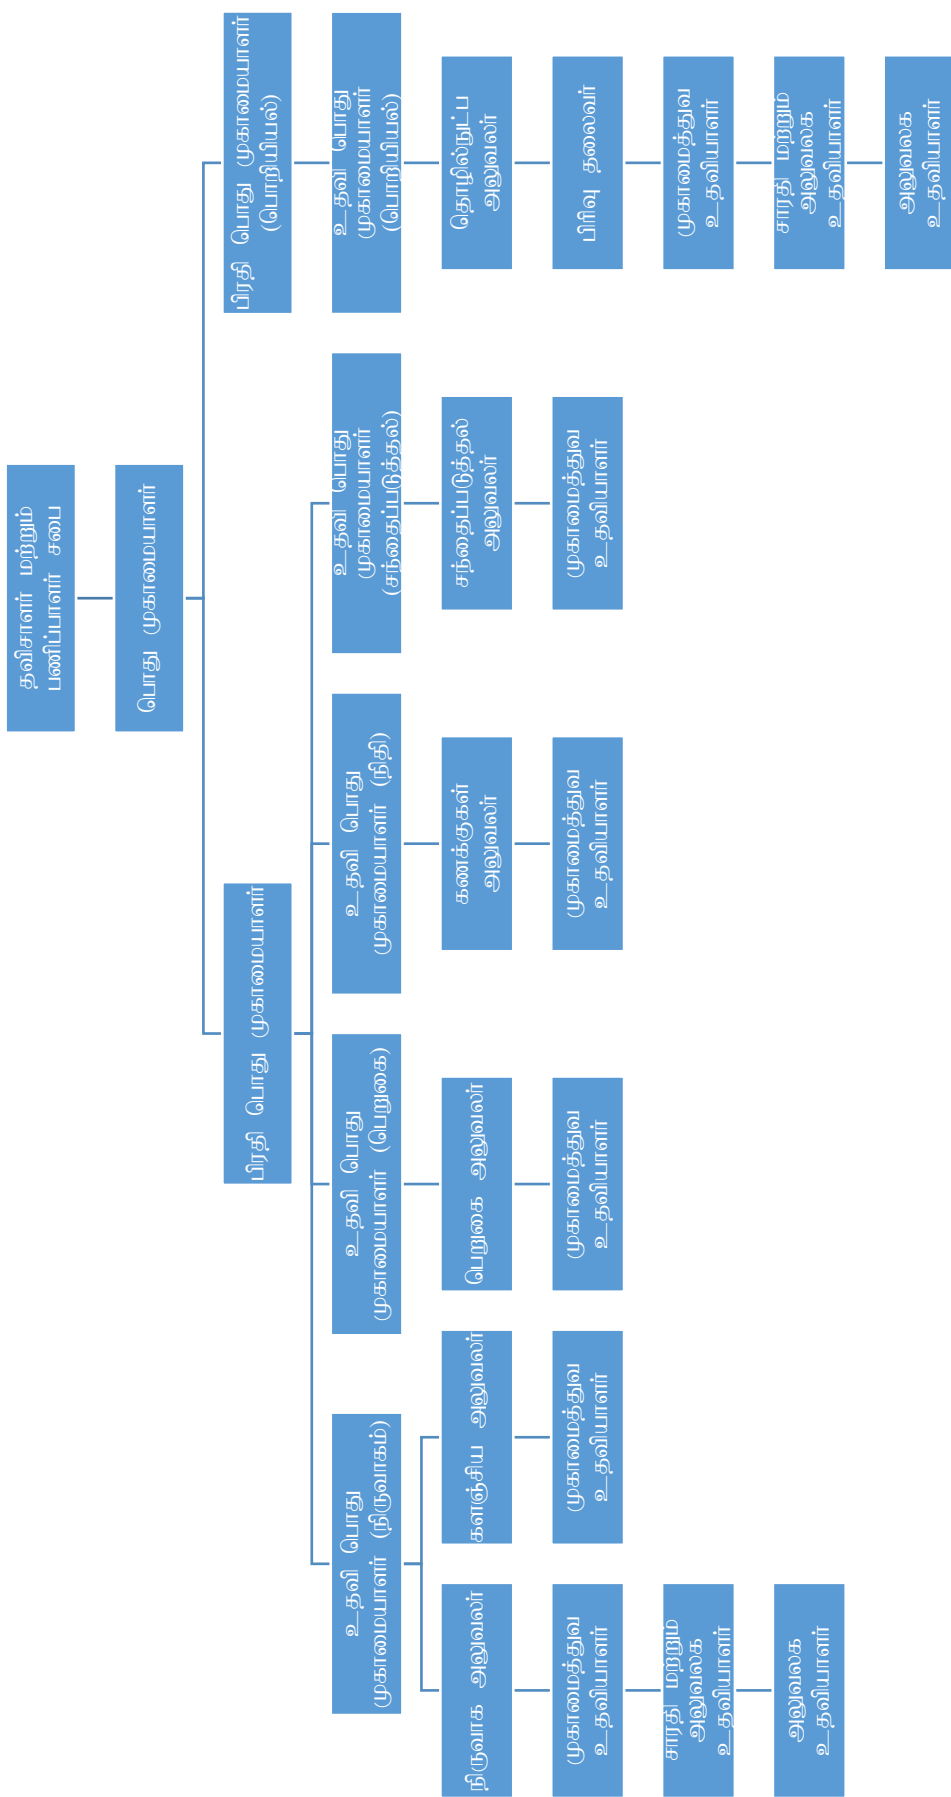 தவிசாளர் மற்றும்
பணிப்பாளர் சபை
பொது முகாமையாளர்
பிரதி பொது முகாமையாளர்
உதவி பொது
முகாமையாளர் (நிருவாகம்)
நிருவாக அலுவலர்
முகாமைத்துவ
உதவியாளர்
சாரதி மற்றும்
அலுவலக
உதவியாளர்
அலுவலக
உதவியாளர்
களஞ்சிய அலுவலர்
முகாமைத்துவ
உதவியாளர்
உதவி பொது
முகாமையாளர் (பெறுகை)
பெறுகை அலுவலர்
முகாமைத்துவ
உதவியாளர்
உதவி பொது
முகாமையாளர் (நிதி)
கணக்குகள்
அலுவலர்
முகாமைத்துவ
உதவியாளர்
உதவி பொது
முகாமையாளர்
(சந்தைப்படுத்தல்)
சந்தைப்படுத்தல்
அலுவலர்
முகாமைத்துவ
உதவியாளர்
பிரதி பொது முகாமையாளர்
(பொறியியல்)
உதவி பொது
முகாமையாளர்
(பொறியியல்)
தொழில்நுட்ப
அலுவலர்
பிரிவு தலைவர்
முகாமைத்துவ
உதவியாளர்
சாரதி மற்றும்
அலுவலக
உதவியாளர்
அலுவலக
உதவியாளர்